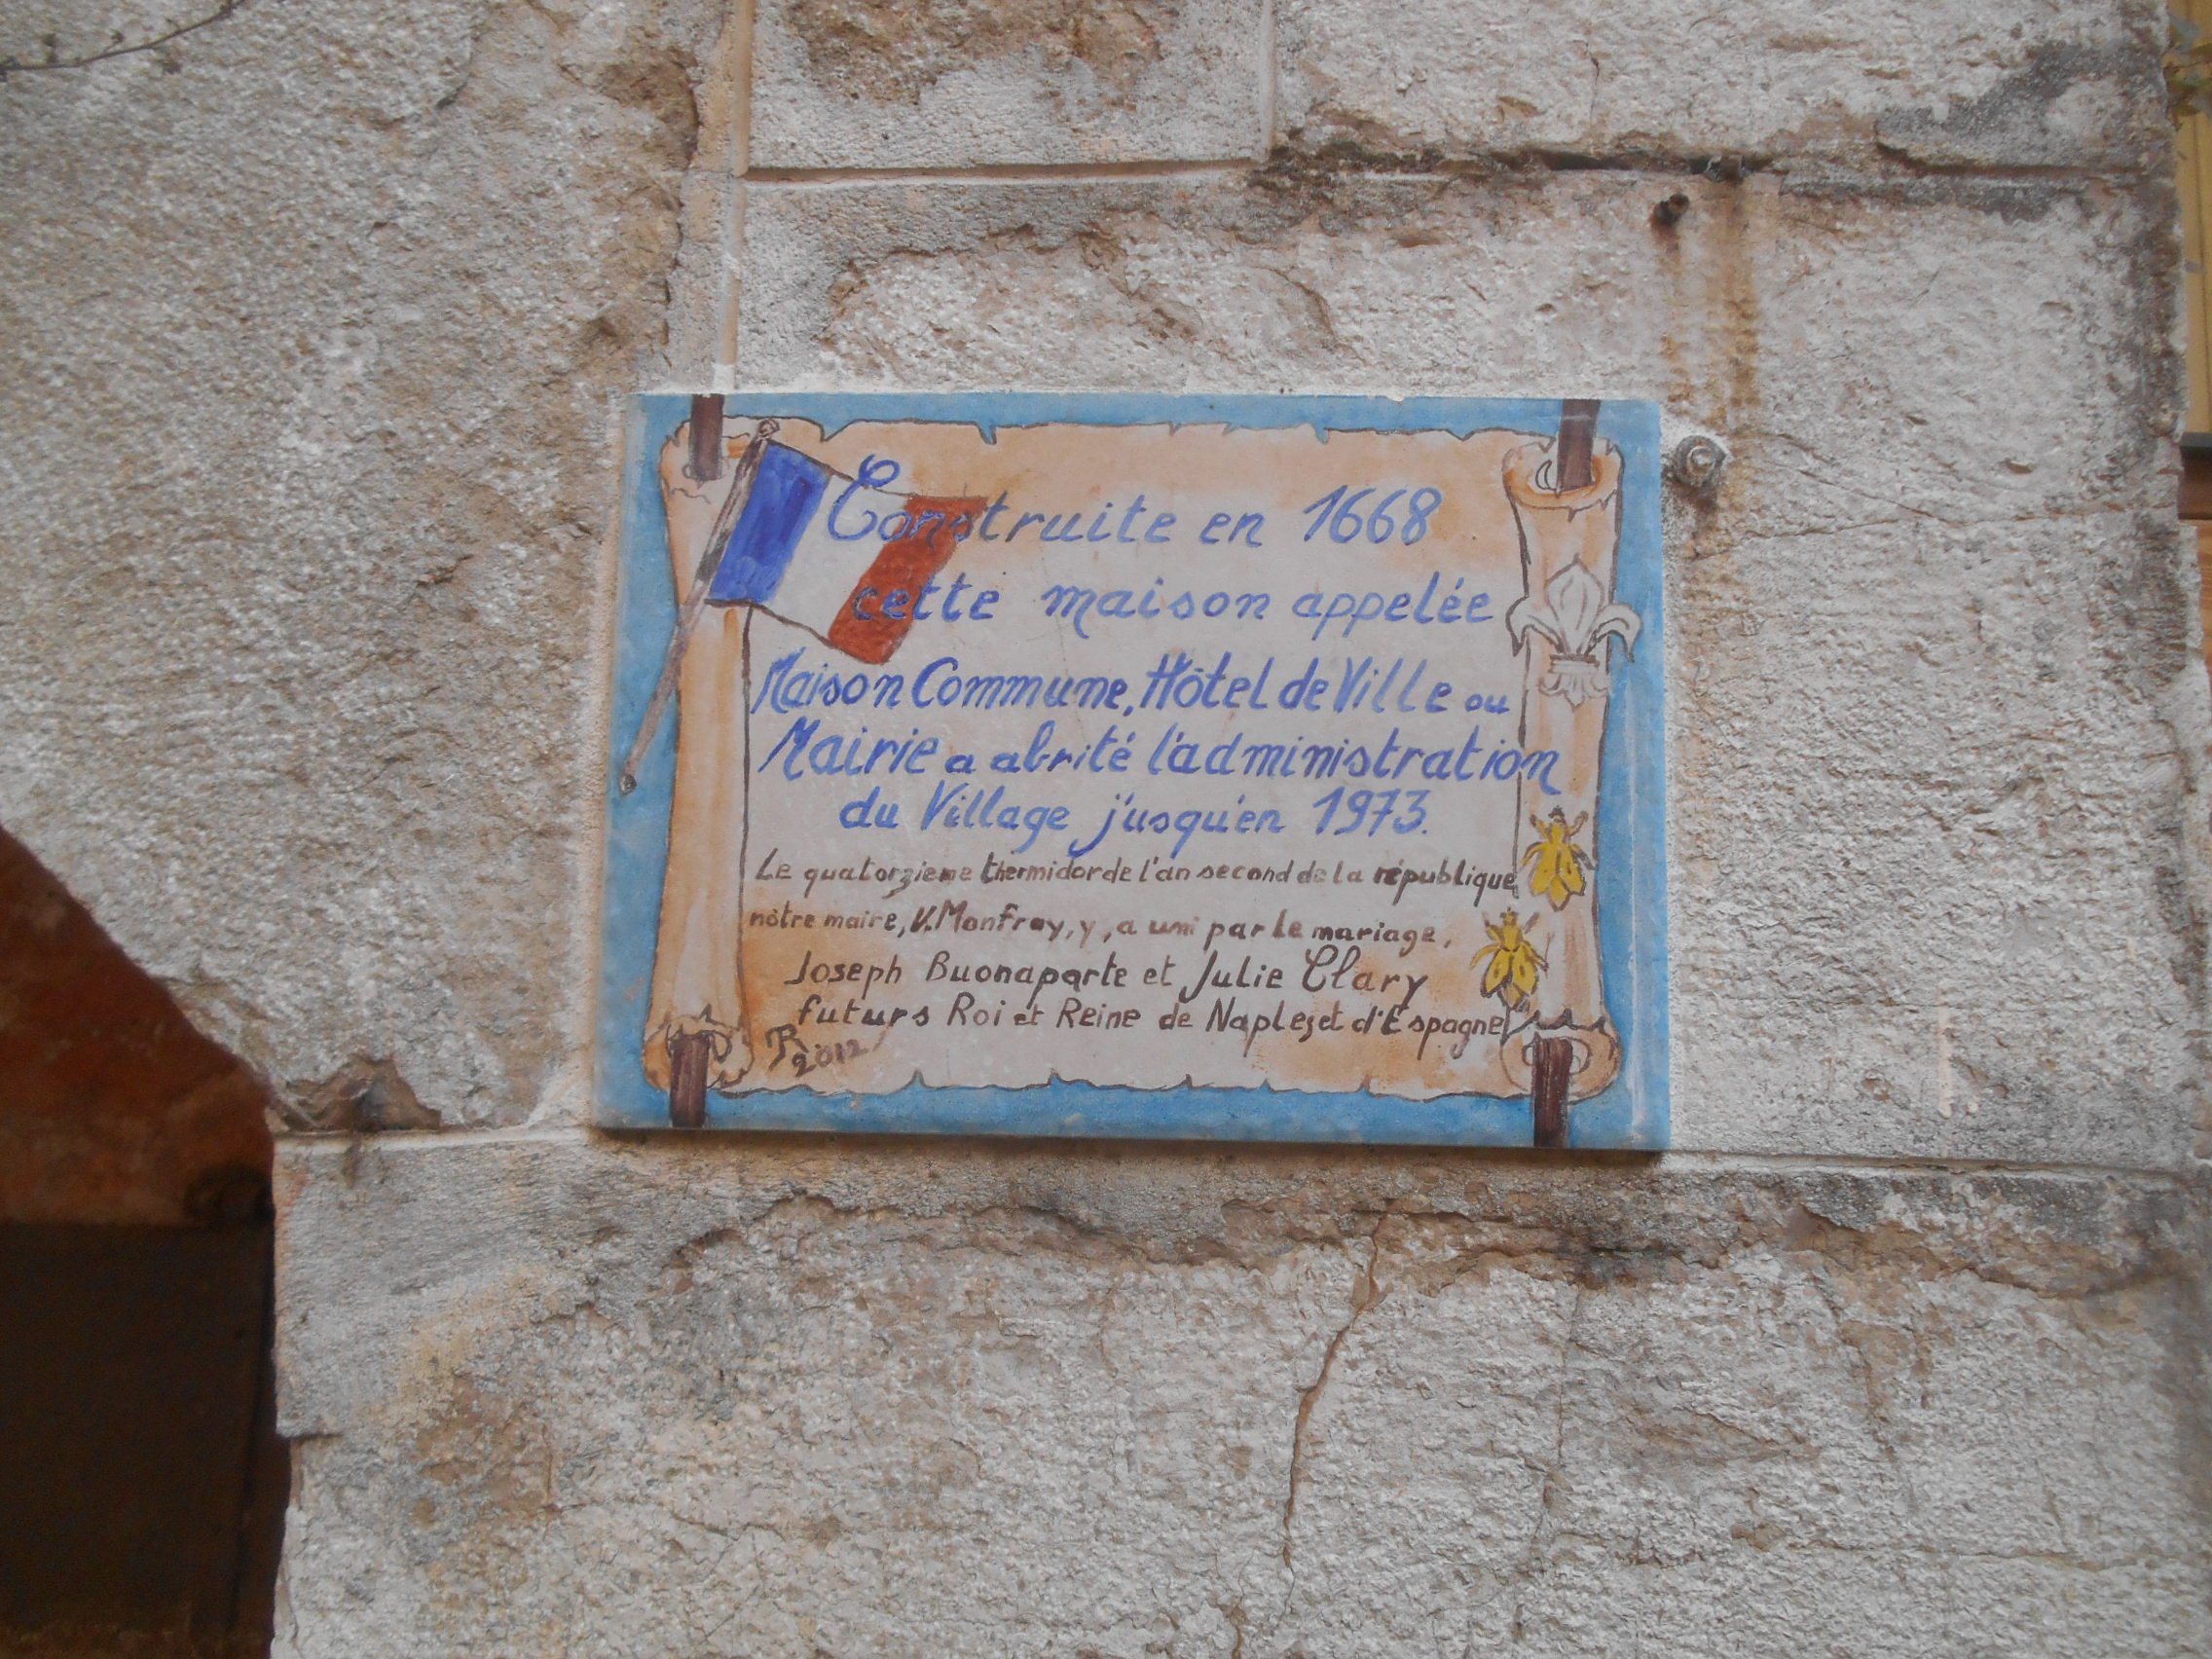 Construite en 1668
cette maison appelée
Maison Commune, Hôtel de Ville ou
Mairie a abrité l'administration
du Village j'usqu'en 1973.
Le quatorzieme thermidor de l'an second de la république
nôtre maire, V. Monfray, y, a uni par le mariage,
Joseph Buonaparte et Julie Clary
futurs Roi et Reine de Naples et d'Espagne
TR 2012